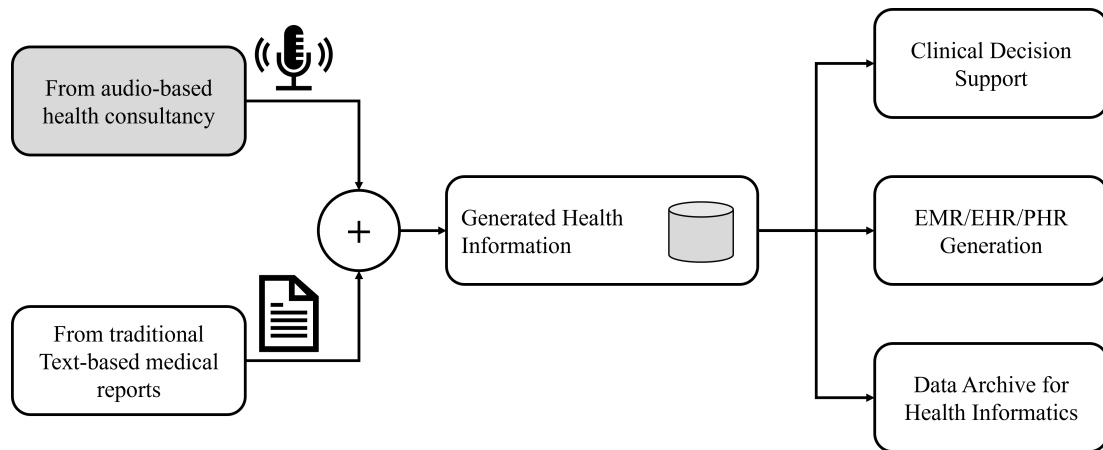 From audio-based
health consultancy
+
From traditional
Text-based medical
reports
Generated Health
Information
Clinical Decision
Support
EMR/EHR/PHR
Generation
Data Archive for
Health Informatics